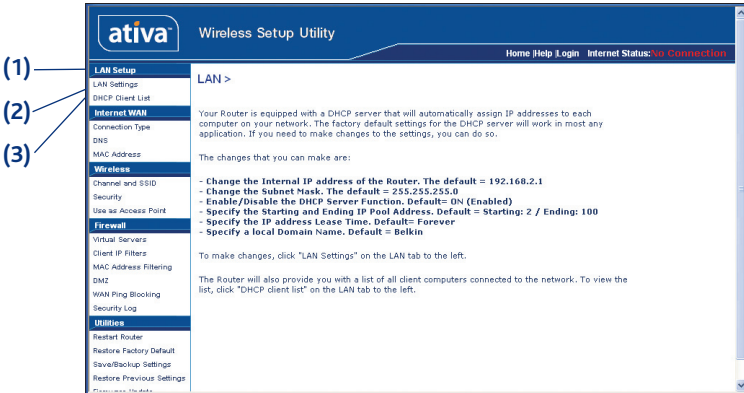 ativa
Wireless Setup Utility
Home |Help |Login Internet Status:No Connection
(1)
(2)
(3)
LAN Setup
LAN Settings
DHCP Client List
Internet WAN
Connection Type
DNS
MAC Address
Wireless
Channel and SSID
Security
Use as Access Point
Firewall
Virtual Servers
Client IP Filters
MAC Address Filtering
DMZ
WAN Ping Blocking
Security Log
Utilities
Restart Router
Restore Factory Default
Save/Backup Settings
Restore Previous Settings
Firmware Update
LAN >
Your Router is equipped with a DHCP server that will automatically assign IP addresses to each
computer on your network. The factory default settings for the DHCP server will work in most any
application. If you need to make changes to the settings, you can do so.
The changes that you can make are:
- Change the Internal IP address of the Router. The default = 192.168.2.1
- Change the Subnet Mask. The default = 255.255.255.0
- Enable/Disable the DHCP Server Function. Default= ON (Enabled)
- Specify the Starting and Ending IP Pool Address. Default = Starting: 2 / Ending: 100
- Specify the IP address Lease Time. Default= Forever
- Specify a local Domain Name. Default = Belkin
To make changes, click "LAN Settings" on the LAN tab to the left.
The Router will also provide you with a list of all client computers connected to the network. To view the
list, click "DHCP client list" on the LAN tab to the left.